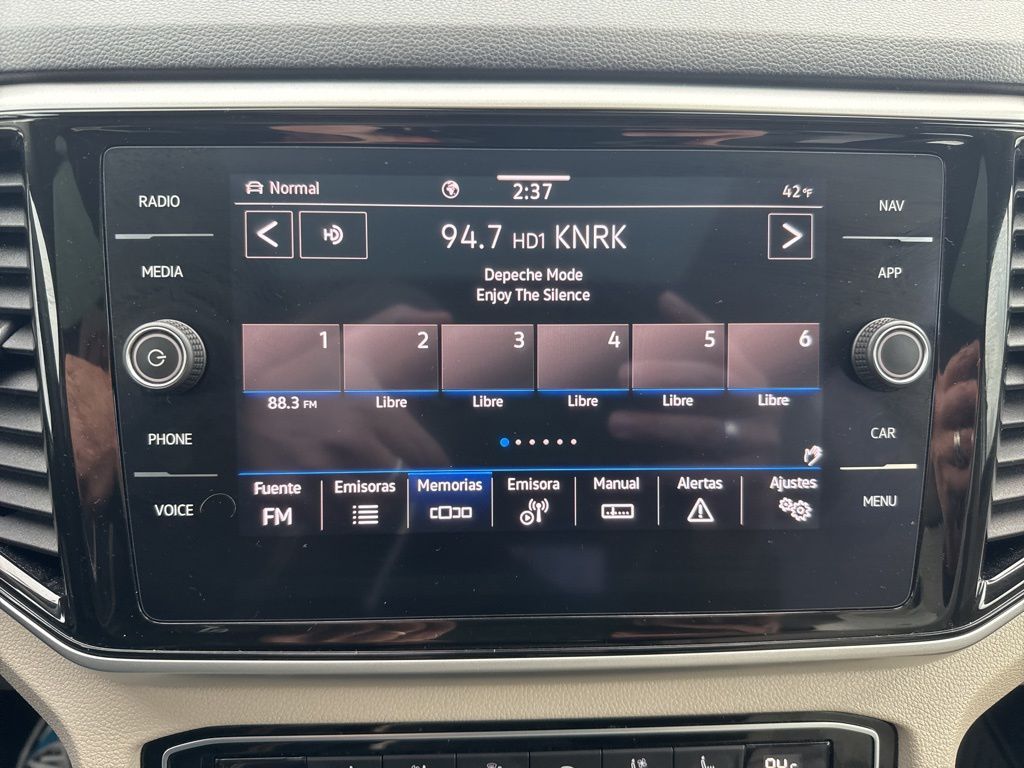 RADIO
MEDIA
PHONE
VOICE
Normal 2:37 42°F
94.7 HD1 KNRK
Depeche Mode
Enjoy The Silence
1 2 3 4 5 6
88.3 FM Libre Libre Libre Libre Libre
Fuente Emisoras Memorias Emisora Manual Alertas Ajustes
FM
NAV
APP
CAR
MENU